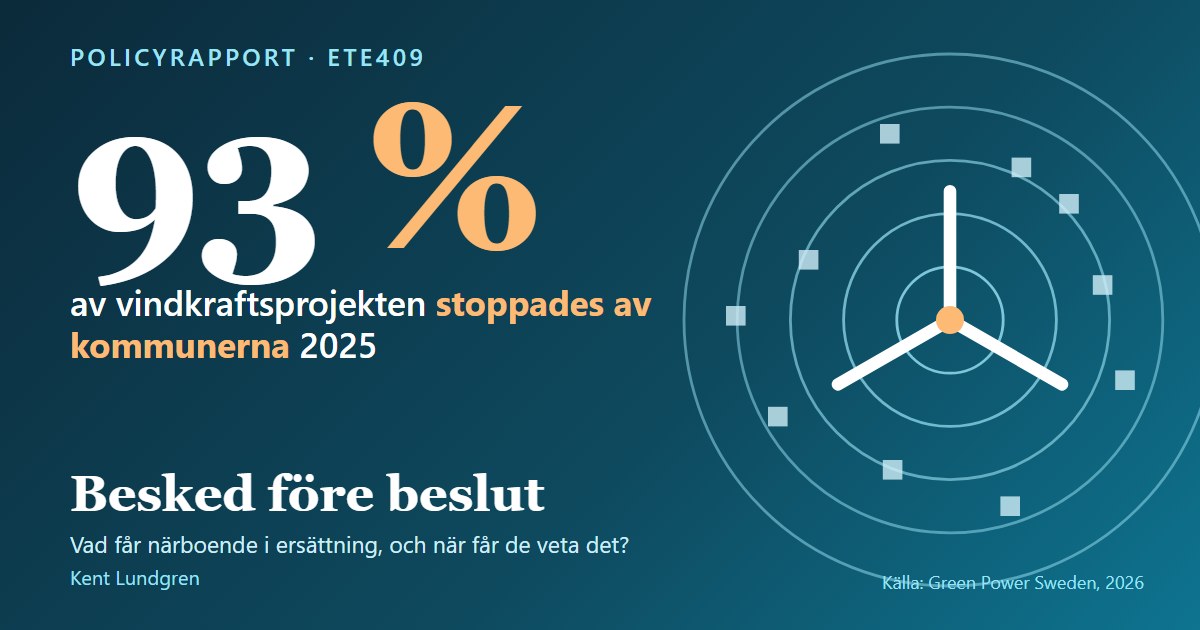 POLICYRAPPORT · ETE409
93 %
av vindkraftsprojekten stoppades av
kommunerna 2025
Besked före beslut
Vad får närboende i ersättning, och när får de veta det?
Kent Lundgren
Källa: Green Power Sweden, 2026